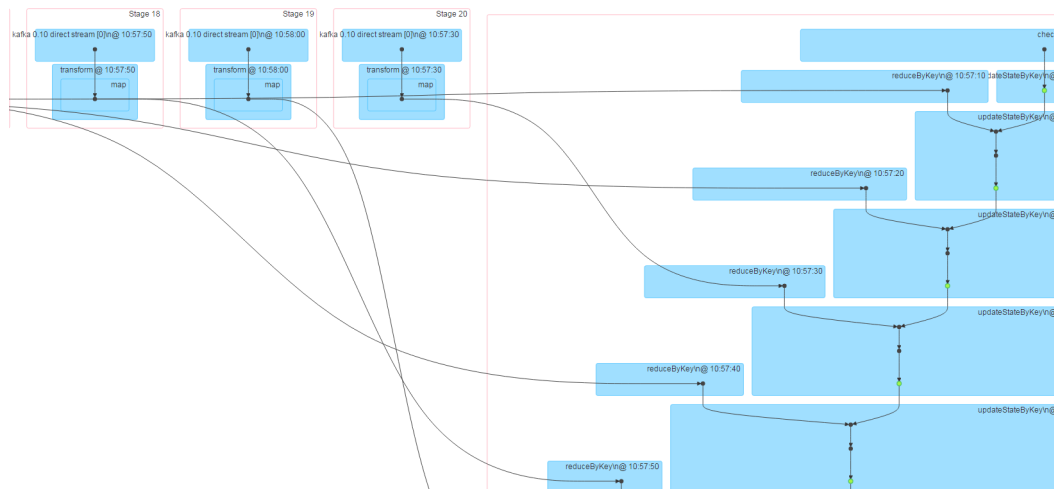 Stage 18
Stage 19
Stage 20
kafka 0.10 direct stream [0]\n@ 10:57:50
kafka 0.10 direct stream [0]\n@ 10:58:00
kafka 0.10 direct stream [0]\n@ 10:57:30
transform @ 10:57:50
transform @ 10:58:00
transform @ 10:57:30
map
map
map
chec
reduceByKey\n@ 10:57:10
dateStateByKey\n@
updateStateByKey\n@
reduceByKey\n@ 10:57:20
updateStateByKey\n@
reduceByKey\n@ 10:57:30
updateStateByKey\n@
reduceByKey\n@ 10:57:40
updateStateByKey\n@
reduceByKey\n@ 10:57:50